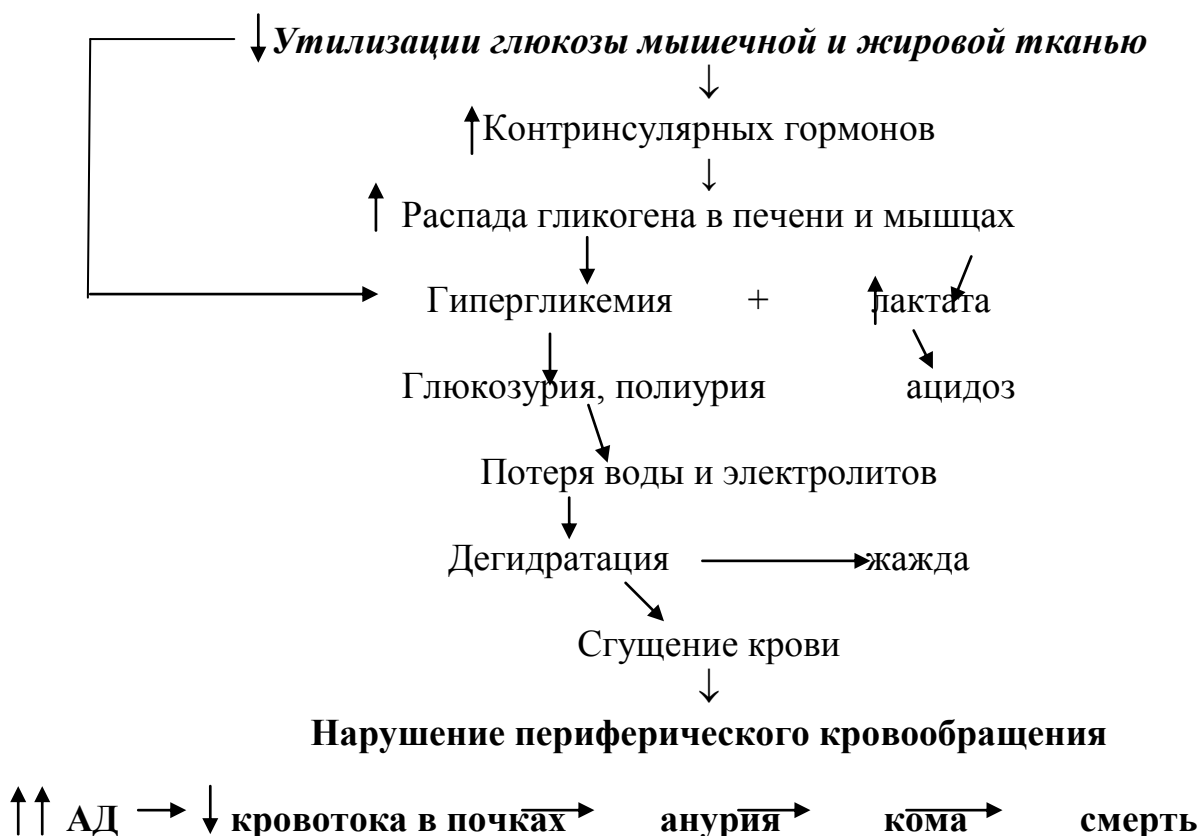 ↓Утилизации глюкозы мышечной и жировой тканью
↓
↑Контринсулярных гормонов
↓
↑ Распада гликогена в печени и мышцах
Гипергликемия + ↑лактата
Глюкозурия, полиурия ацидоз
Потеря воды и электролитов
Дегидратация → жажда
Сгущение крови
↓
Нарушение периферического кровообращения
↑↑ АД → ↓ кровотока в почках → анурия → кома → смерть